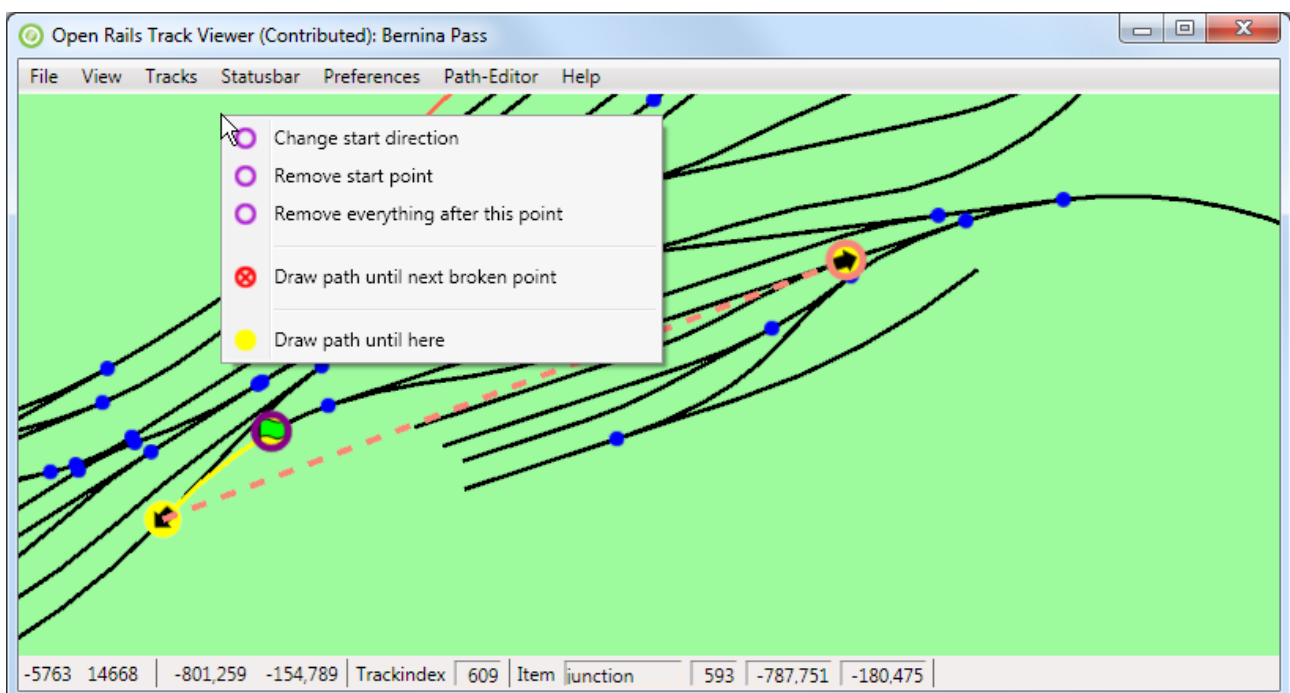 Open Rails Track Viewer (Contributed): Bernina Pass
File View Tracks Statusbar Preferences Path-Editor Help
Change start direction
Remove start point
Remove everything after this point
Draw path until next broken point
Draw path until here
-5763 14668 -801,259 -154,789 Trackindex 609 Item junction 593 -787,751 -180,475